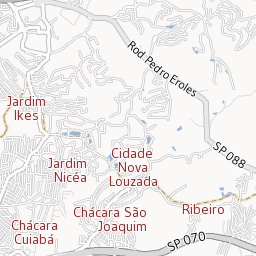 Rod Pedro Eroles
Jardim
Ikes
SP 088
Jardim
Nicéa
Cidade
Nova
Louzada
Chácara São
Joaquim
Ribeiro
Chácara
Cuiabá
SP 070